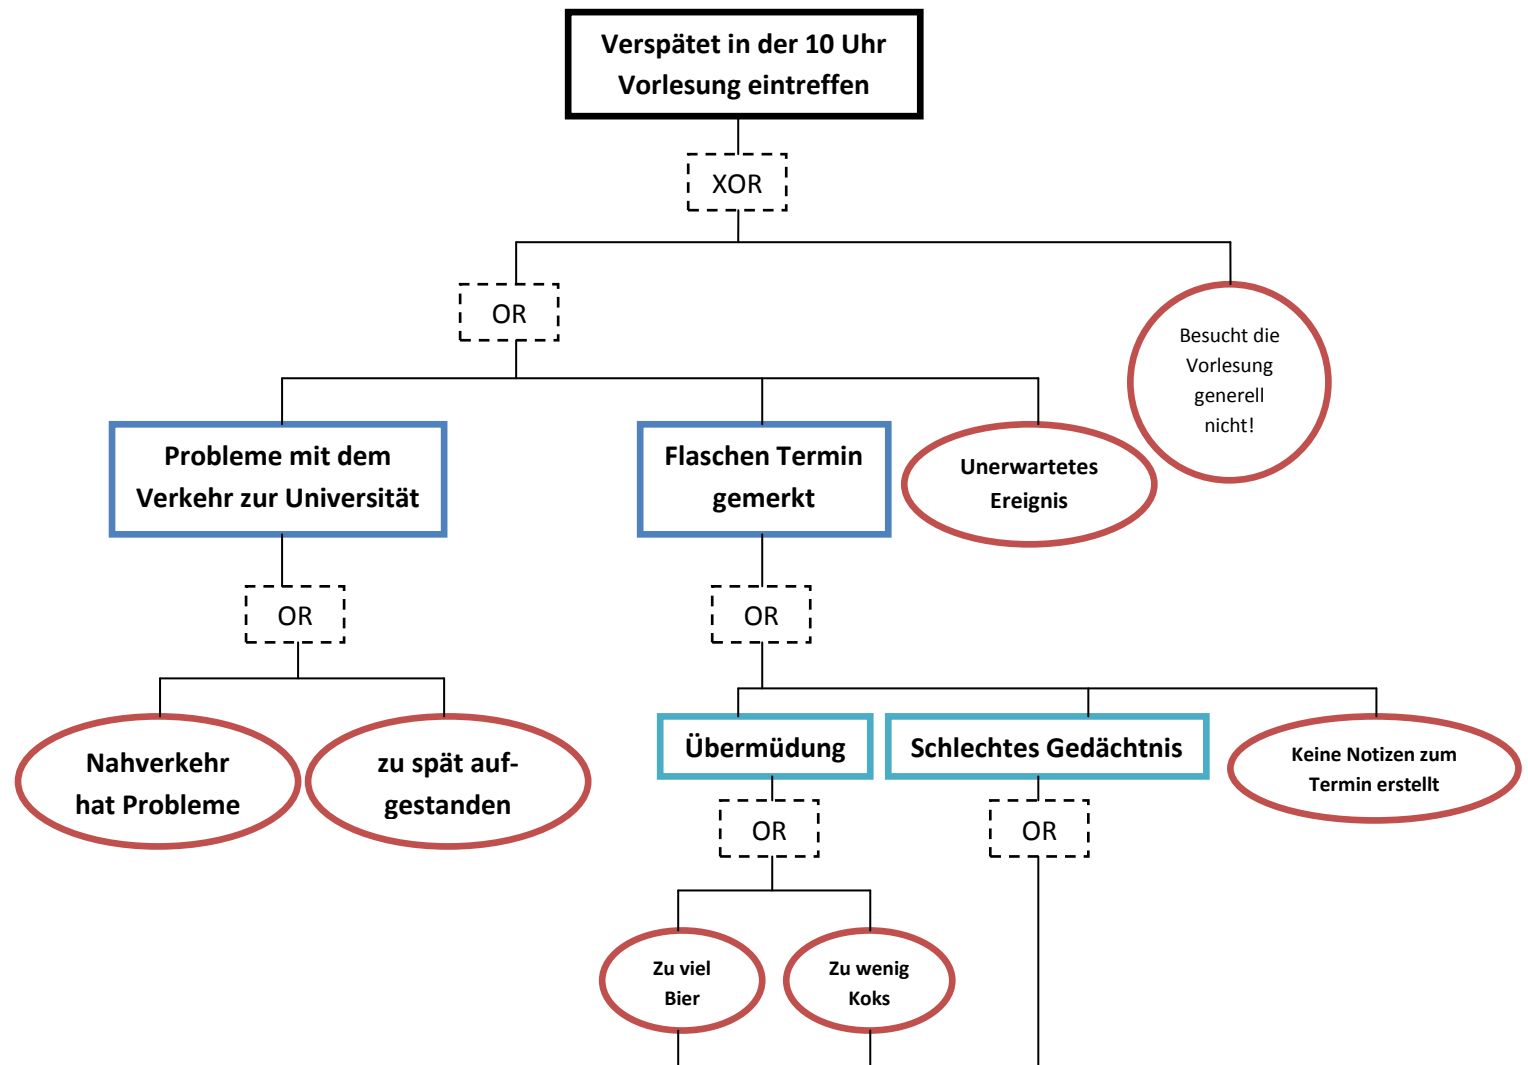 Verspätet in der 10 Uhr
Vorlesung eintreffen
XOR
OR
Besucht die
Vorlesung
generell
nicht!
Probleme mit dem
Verkehr zur Universität
Flaschen Termin
gemerkt
Unerwartetes
Ereignis
OR
OR
Nahverkehr
hat Probleme
zu spät auf-
gestanden
Übermüdung
Schlechtes Gedächtnis
Keine Notizen zum
Termin erstellt
OR
OR
Zu viel
Bier
Zu wenig
Koks